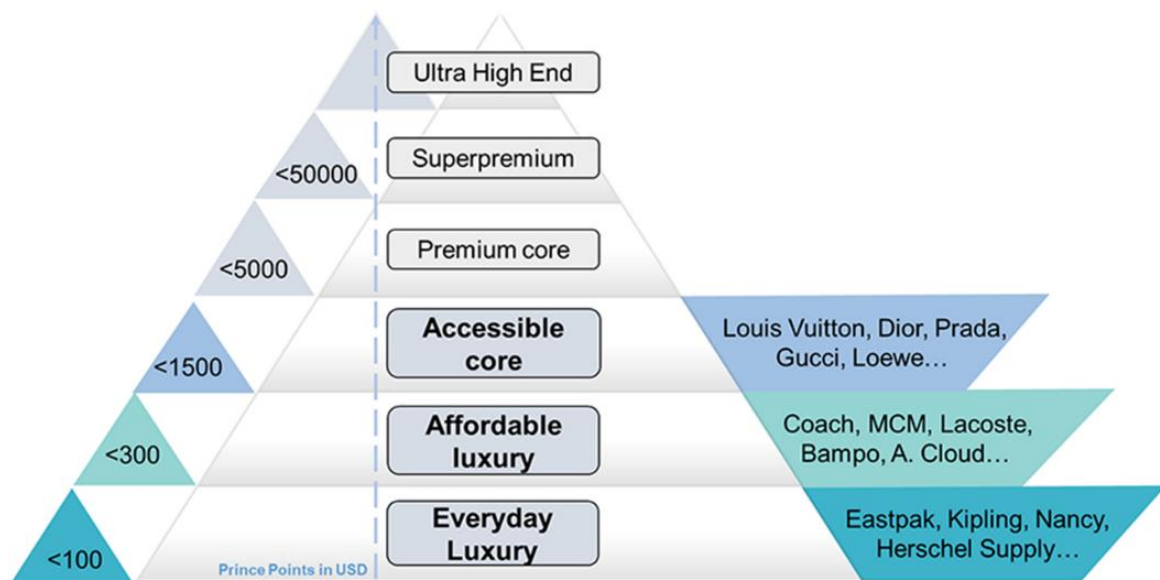 Ultra High End
<50000
Superpremium
<5000
Premium core
<1500
Accessible
core
Louis Vuitton, Dior, Prada,
Gucci, Loewe…
<300
Affordable
luxury
Coach, MCM, Lacoste,
Bampo, A. Cloud…
<100
Everyday
Luxury
Eastpak, Kipling, Nancy,
Herschel Supply…
Prince Points in USD